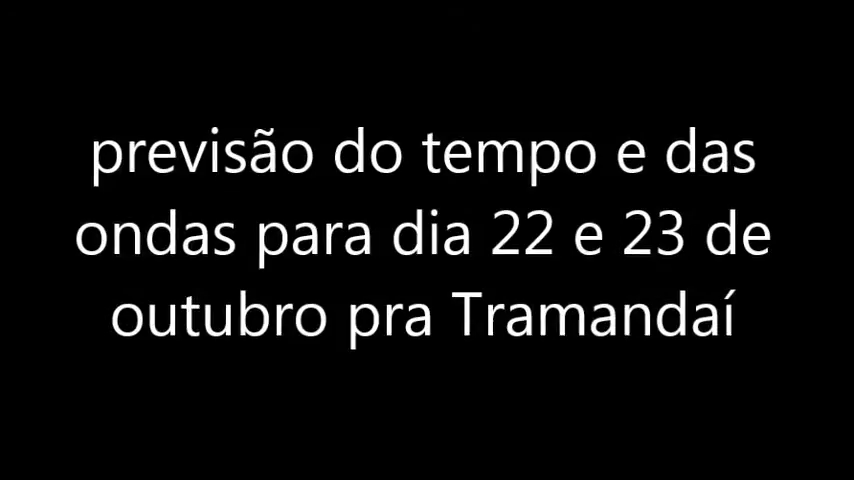 previsão do tempo e das
ondas para dia 22 e 23 de
outubro pra Tramandaí